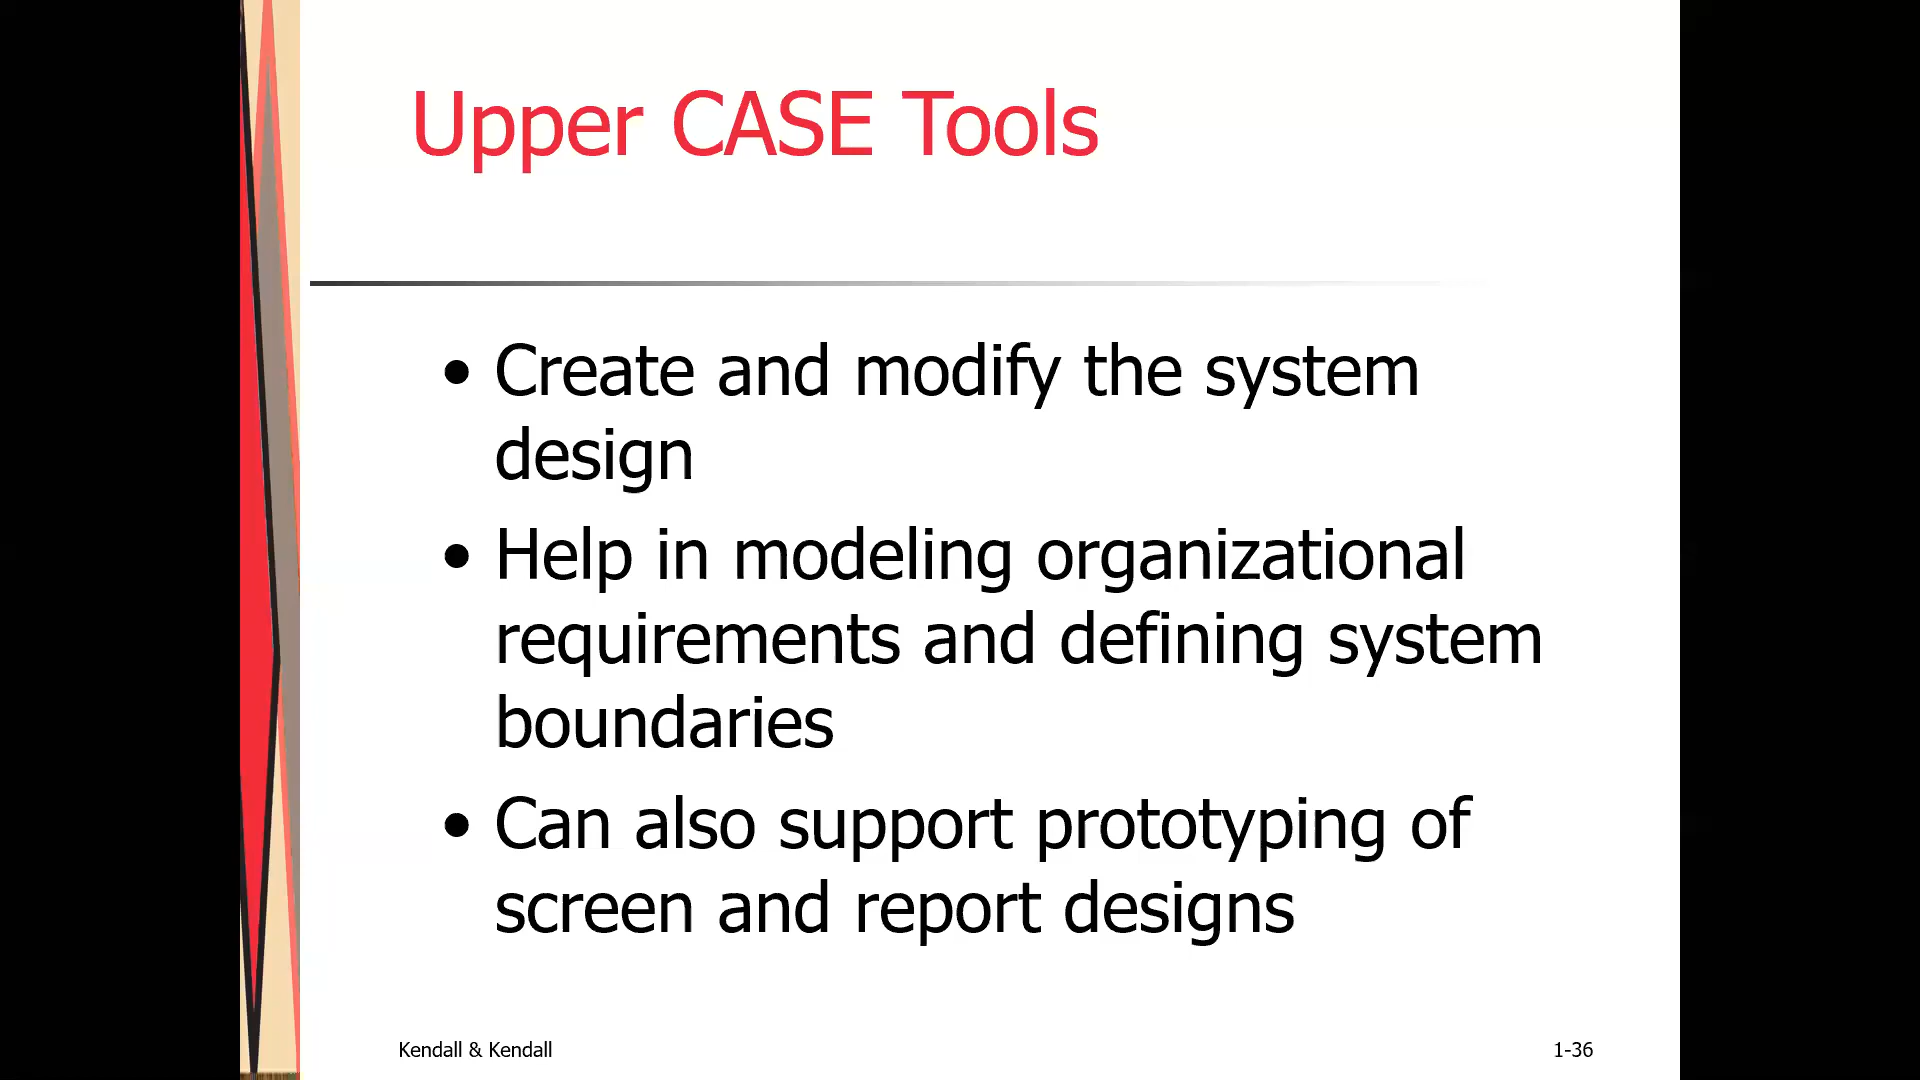 Upper CASE Tools
• Create and modify the system
design
• Help in modeling organizational
requirements and defining system
boundaries
• Can also support prototyping of
screen and report designs
Kendall & Kendall
1-36